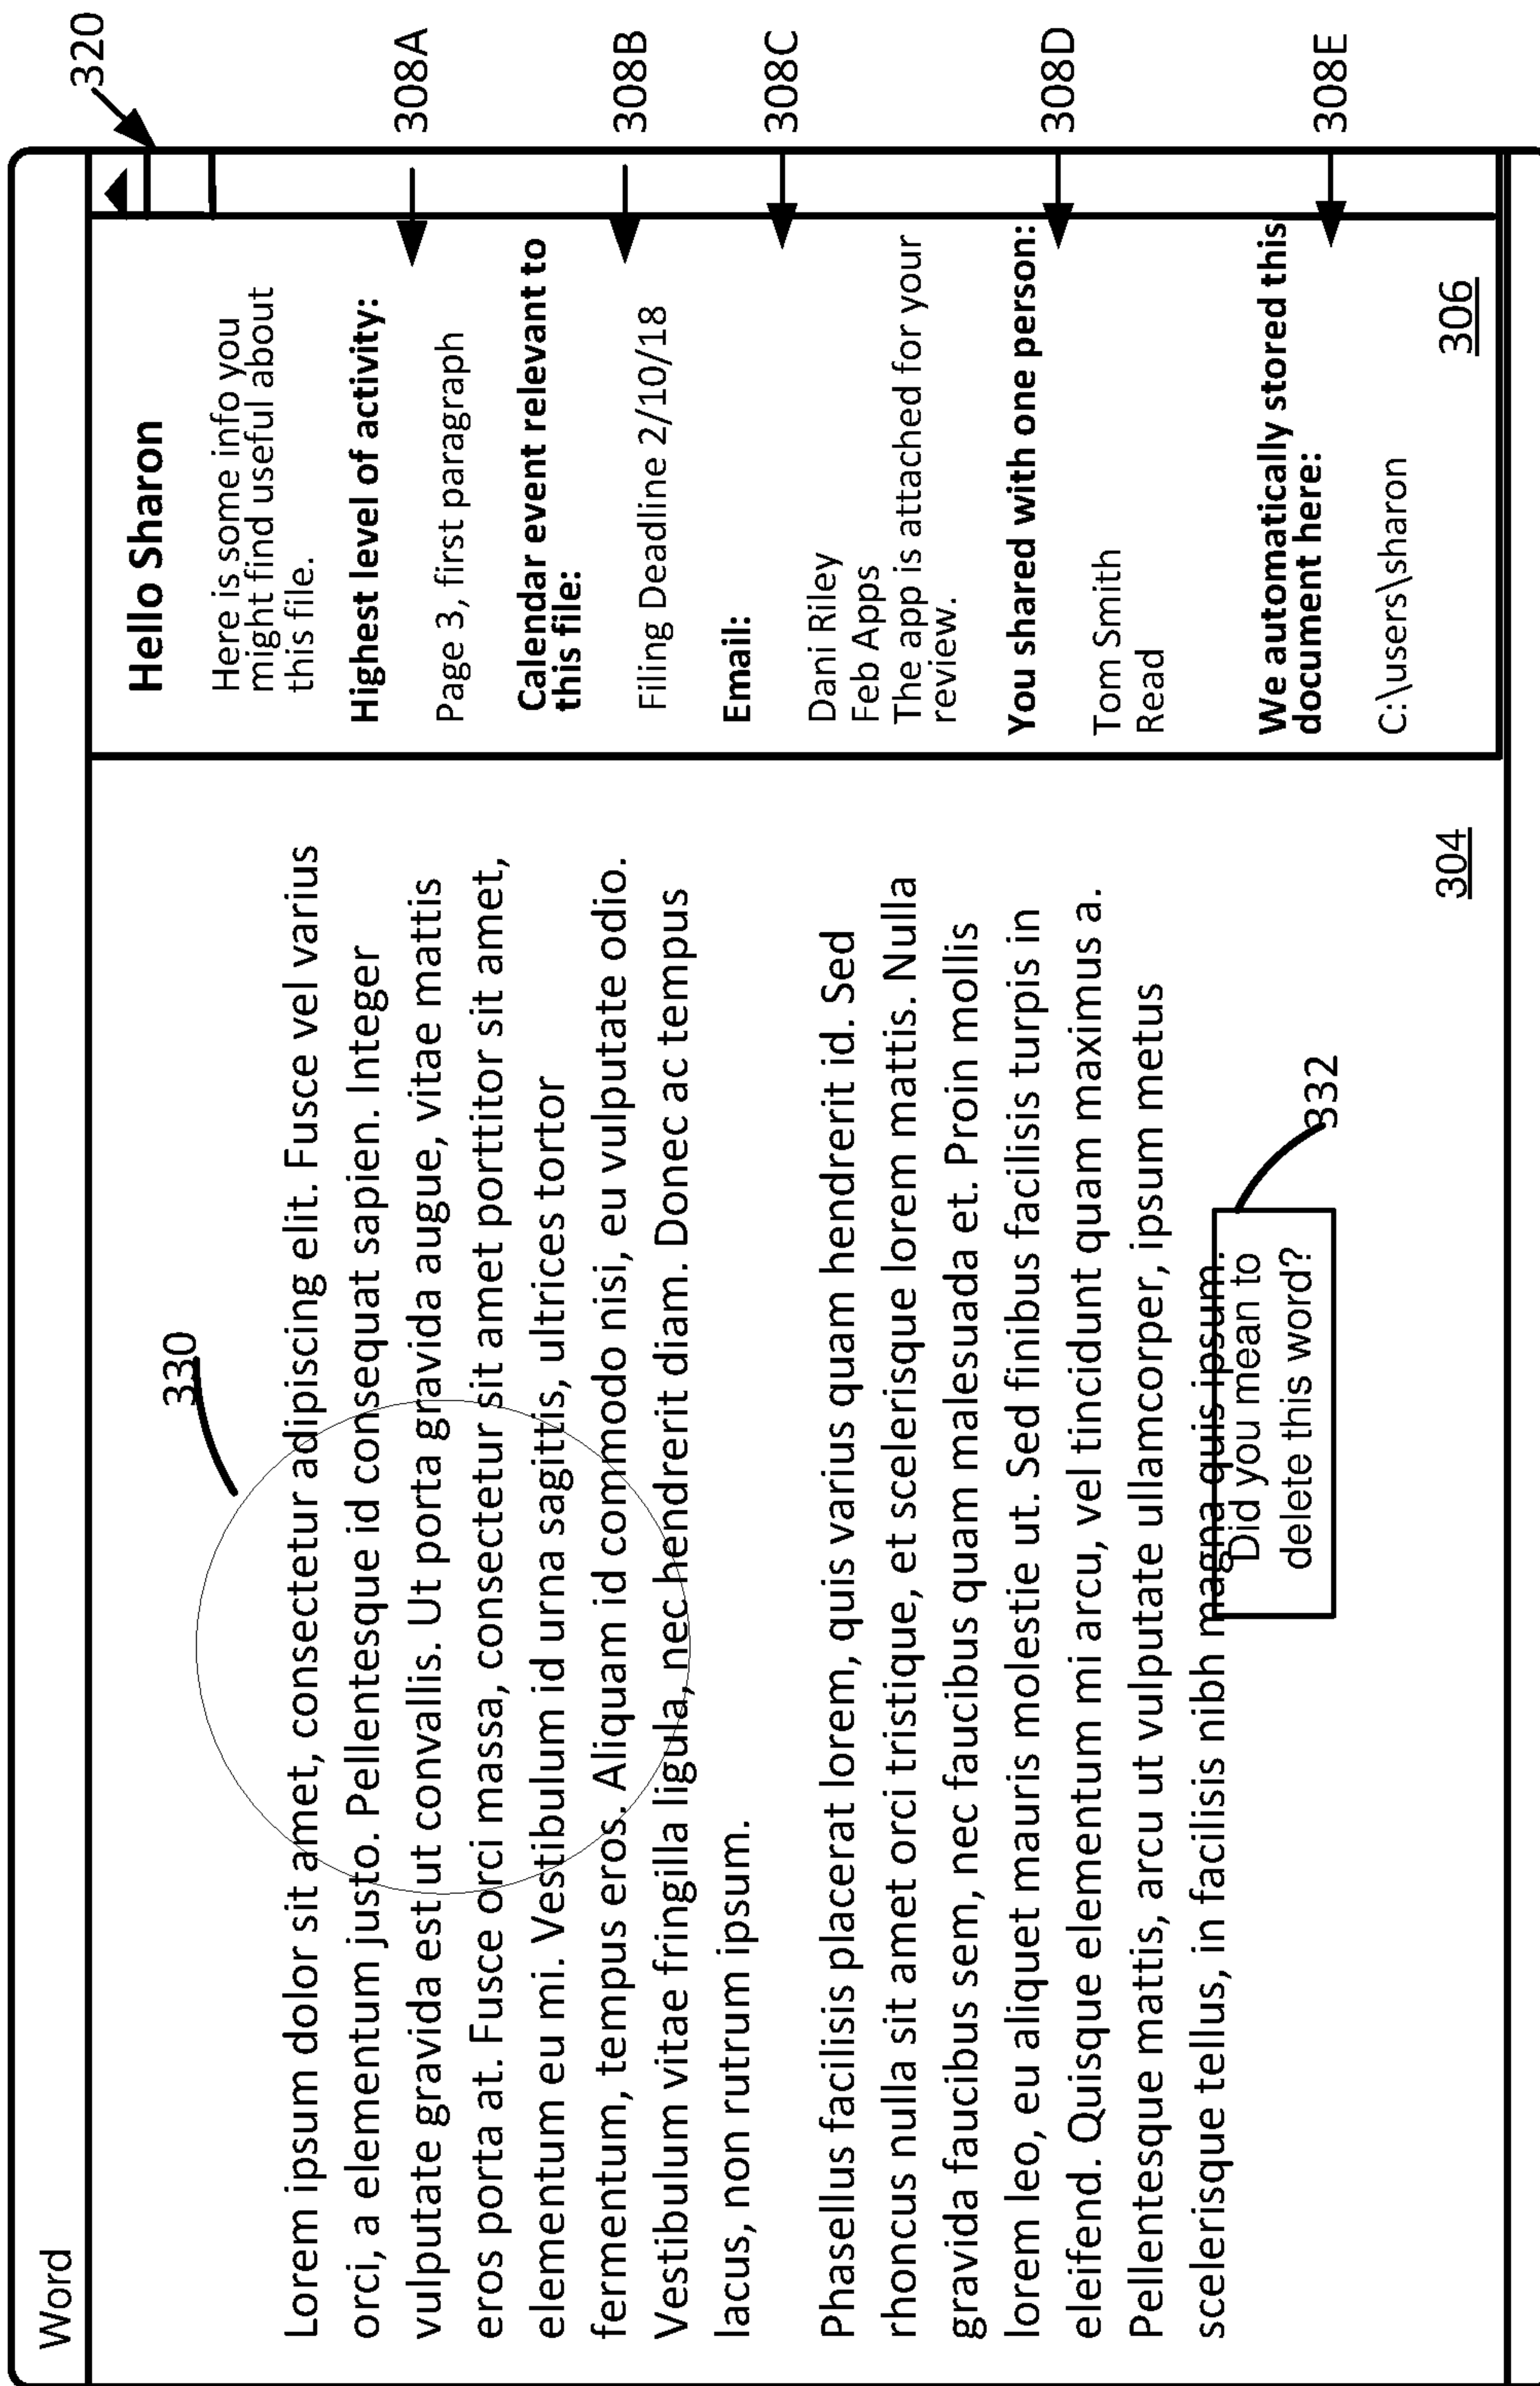 Word
Lorem ipsum dolor sit amet, consectetur adipiscing elit. Fusce vel varius
orci, a elementum justo. Pellentesque id consequat sapien. Integer
vulputate gravida est ut convallis. Ut porta gravida augue, vitae mattis
eros porta at. Fusce orci massa, consectetur sit amet porttitor sit amet,
elementum eu mi. Vestibulum id urna sagittis, ultrices tortor
fermentum, tempus eros. Aliquam id commodo nisi, eu vulputate odio.
Vestibulum vitae fringilla ligula, nec hendrerit diam. Donec ac tempus
lacus, non rutrum ipsum.
Phasellus facilisis placerat lorem, quis varius quam hendrerit id. Sed
rhoncus nulla sit amet orci tristique, et scelerisque lorem mattis. Nulla
gravida faucibus sem, nec faucibus quam malesuada et. Proin mollis
lorem leo, eu aliquet mauris molestie ut. Sed finibus facilisis turpis in
eleifend. Quisque elementum mi arcu, vel tincidunt quam maximus a.
Pellentesque mattis, arcu ut vulputate ullamcorper, ipsum metus
scelerisque tellus, in facilisis nibh magna quis ipsum.
Did you mean to
delete this word?
330
332
304
Hello Sharon
Here is some info you
might find useful about
this file.
Highest level of activity:
Page 3, first paragraph
Calendar event relevant to
this file:
Filing Deadline 2/10/18
Email:
Dani Riley
Feb Apps
The app is attached for your
review.
You shared with one person:
Tom Smith
Read
We automatically stored this
document here:
C:\users\sharon
306
320
308A
308B
308C
308D
308E